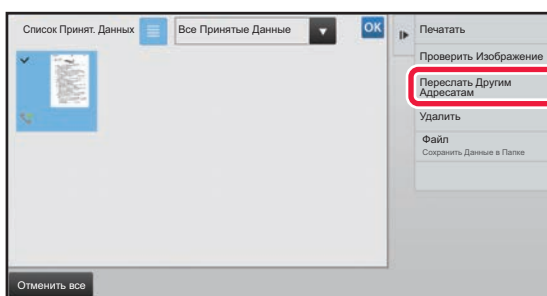 Список Принят. Данных
Все Принятые Данные
OK
Печатать
Проверить Изображение
Переслать Другим
Адресатам
Удалить
Файл
Сохранить Данные в Папке
Отменить все